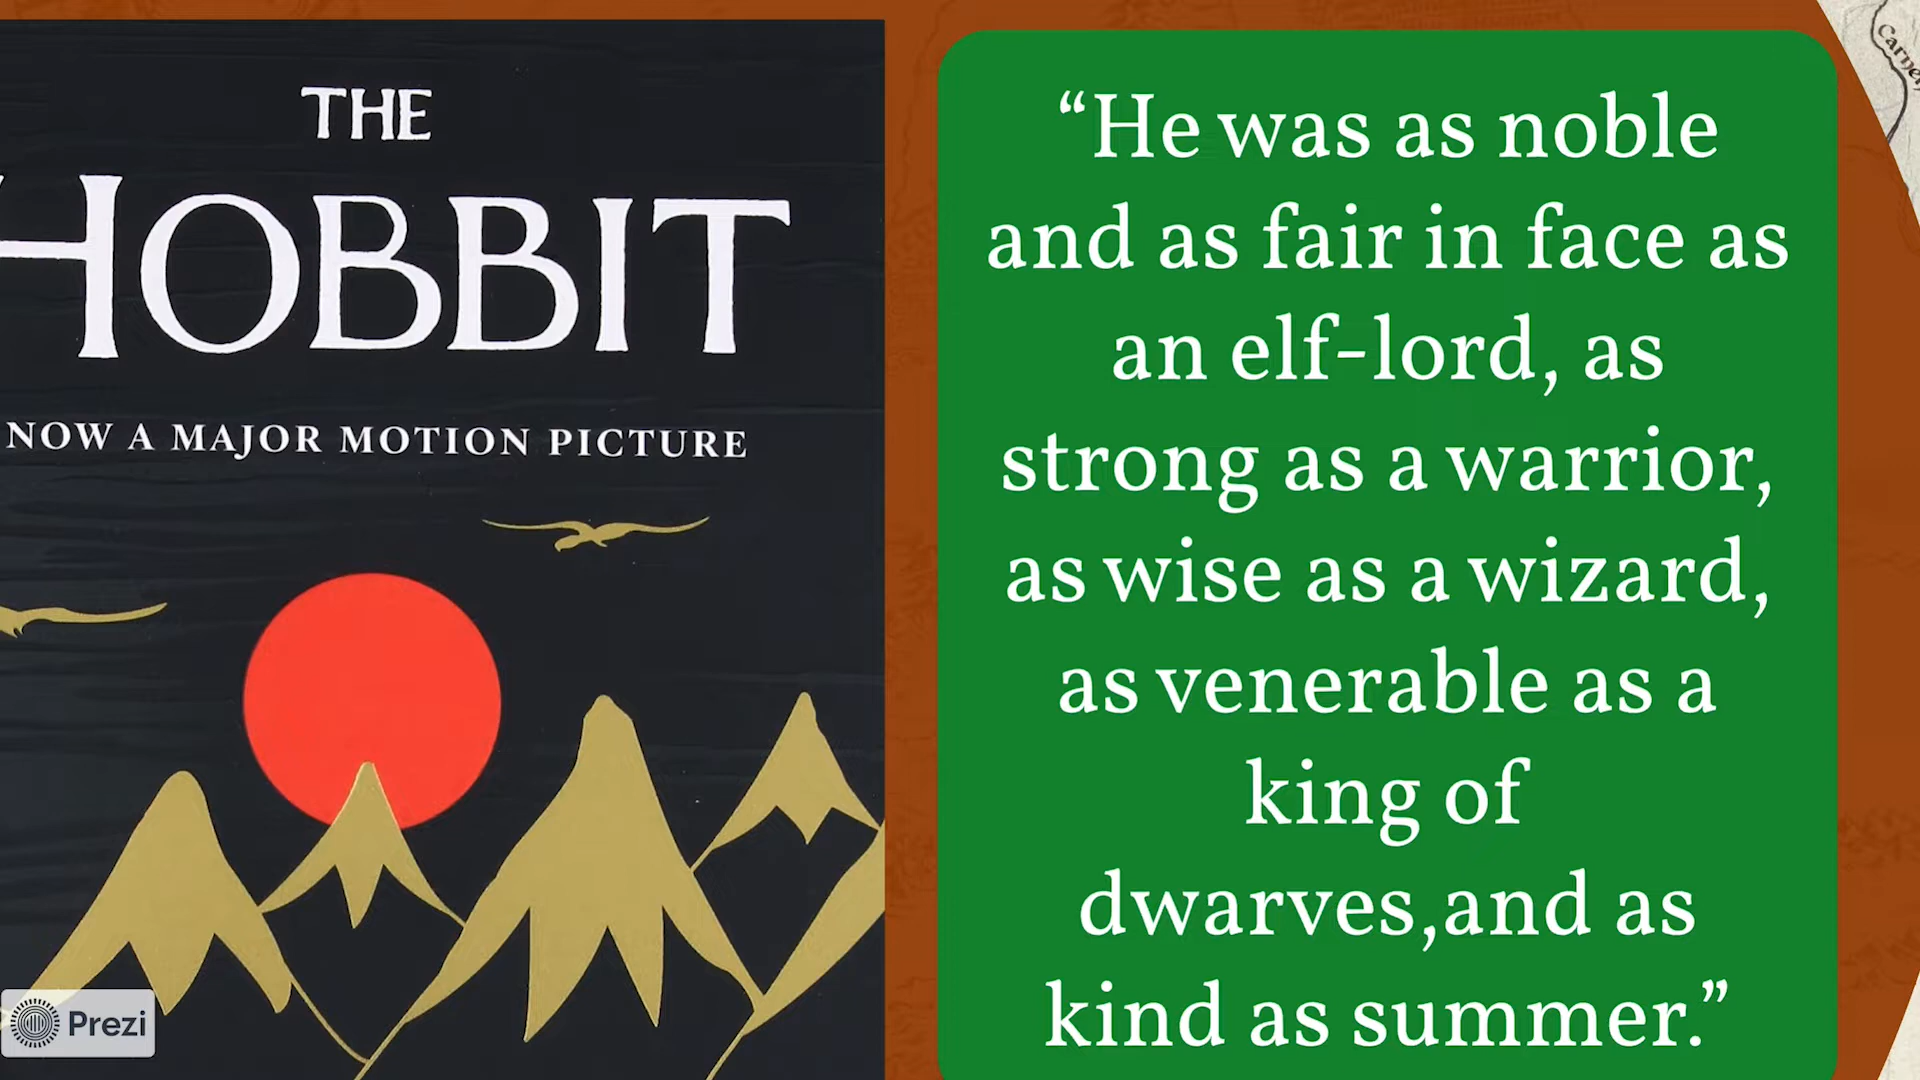 THE
HOBBIT
NOW A MAJOR MOTION PICTURE
“He was as noble
and as fair in face as
an elf-lord, as
strong as a warrior,
as wise as a wizard,
as venerable as a
king of
dwarves,and as
kind as summer.”
Prezi